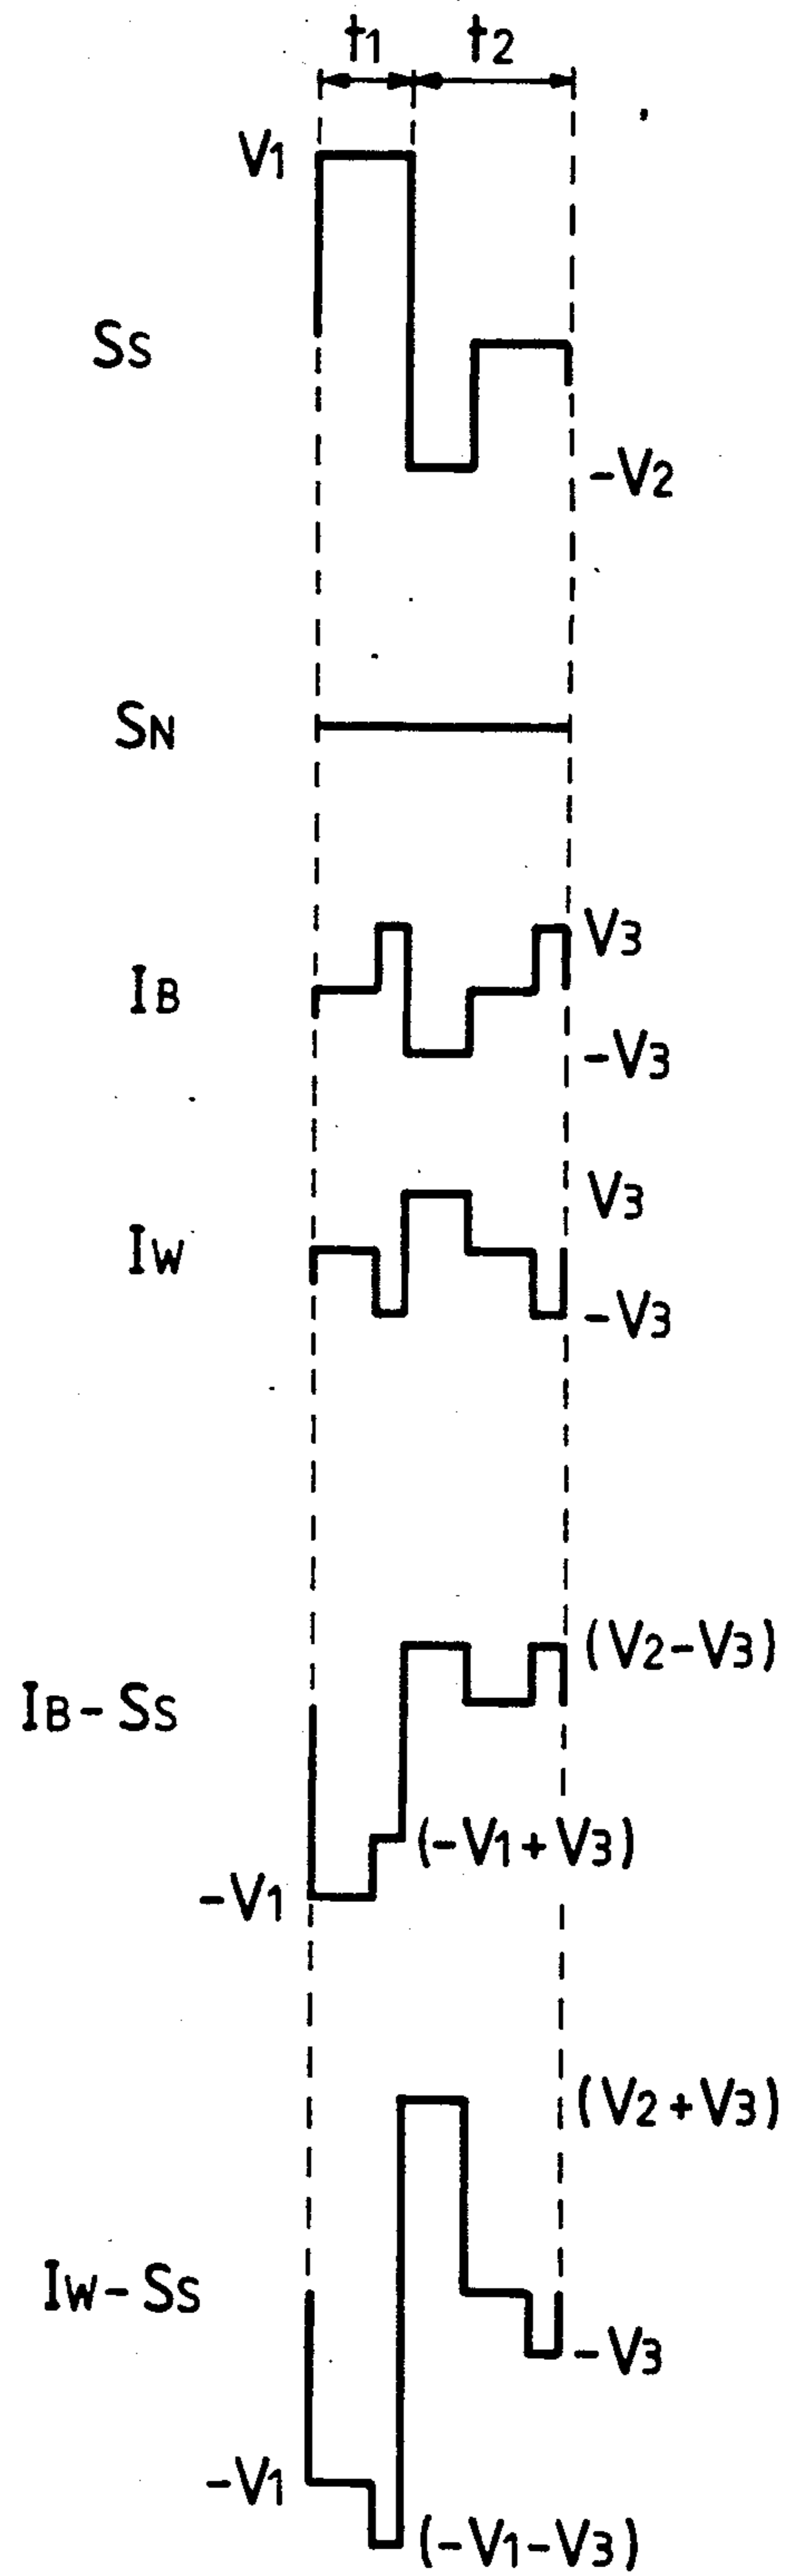 t1 t2
V1
Ss
-V2
SN
V3
IB
-V3
V3
IW
-V3
(V2-V3)
IB-Ss
(-V1+V3)
-V1
(V2+V3)
IW-Ss
-V3
-V1
(-V1-V3)